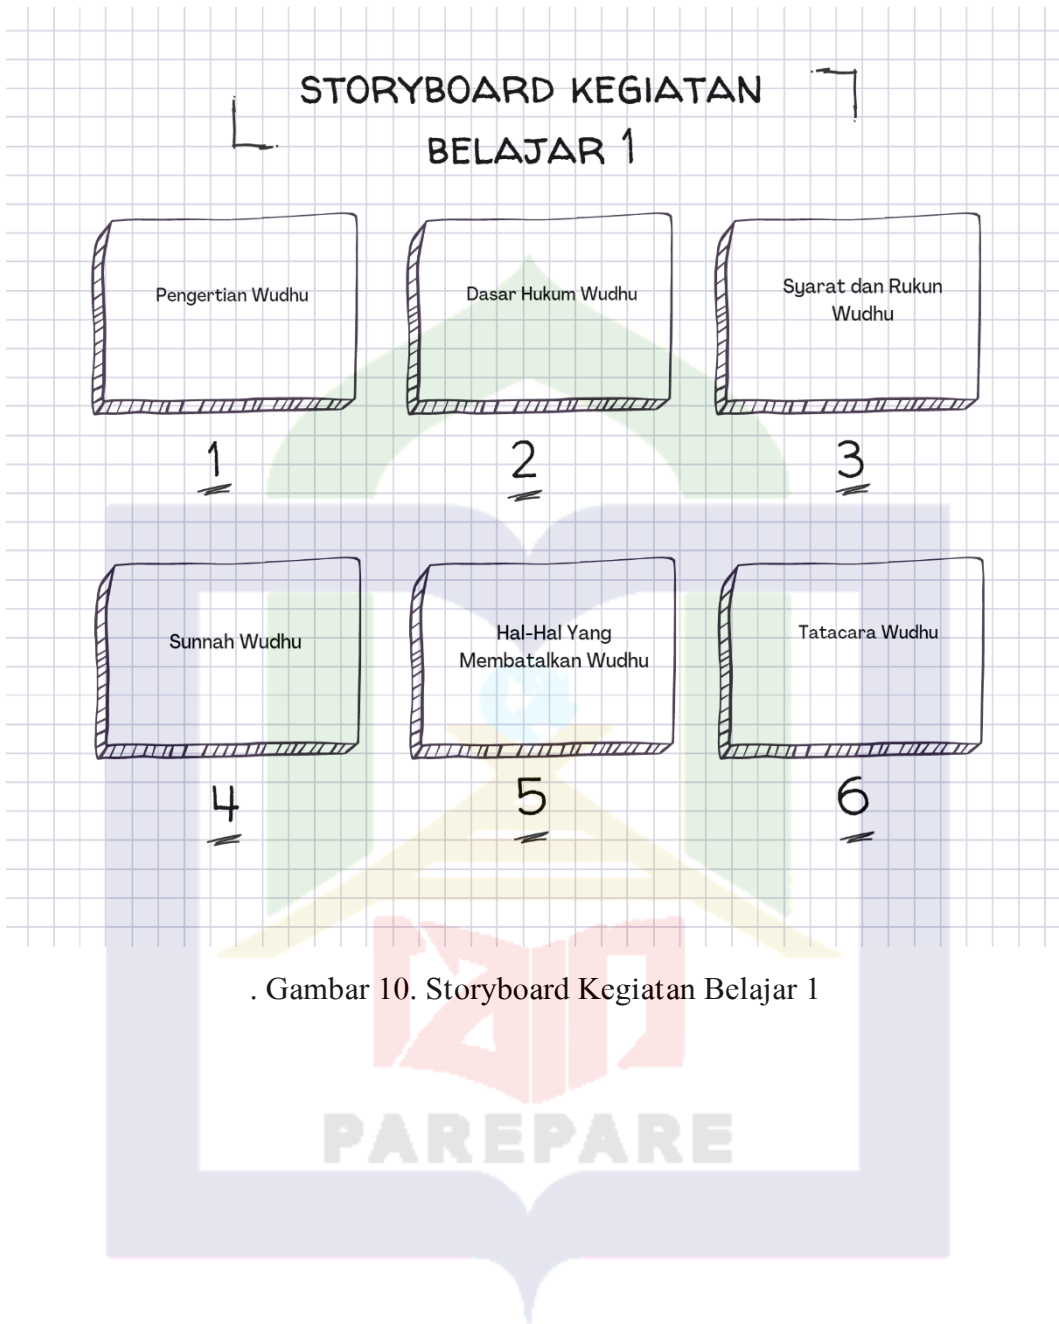 STORYBOARD KEGIATAN
BELAJAR 1
Pengertian Wudhu
Dasar Hukum Wudhu
Syarat dan Rukun
Wudhu
1
2
3
Sunnah Wudhu
Hal-Hal Yang
Membatalkan Wudhu
Tatacara Wudhu
4
5
6
. Gambar 10. Storyboard Kegiatan Belajar 1
IAIN
PAREPARE